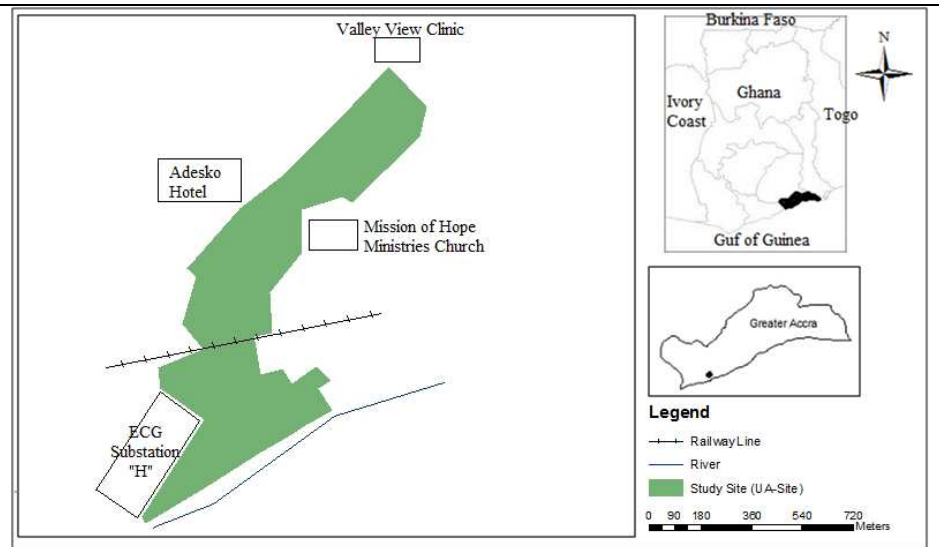 Valley View Clinic
Adesko
Hotel
Mission of Hope
Ministries Church
ECG
Substation
"H"
Burkina Faso
N
Ghana
Ivory
Coast
Togo
Guf of Guinea
Greater Accra
Legend
Railway Line
River
Study Site (UA-Site)
0 90 180 360 540 720
Meters